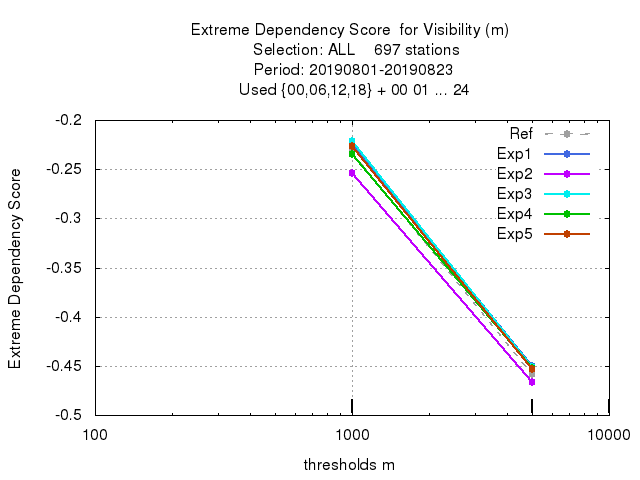 Extreme Dependency Score  for Visibility (m)
Selection: ALL    697 stations
Period: 20190801-20190823
Used {00,06,12,18} + 00 01 ... 24
Extreme Dependency Score
-0.2
-0.25
-0.3
-0.35
-0.4
-0.45
-0.5
Ref
Exp1
Exp2
Exp3
Exp4
Exp5
100
1000
10000
thresholds m